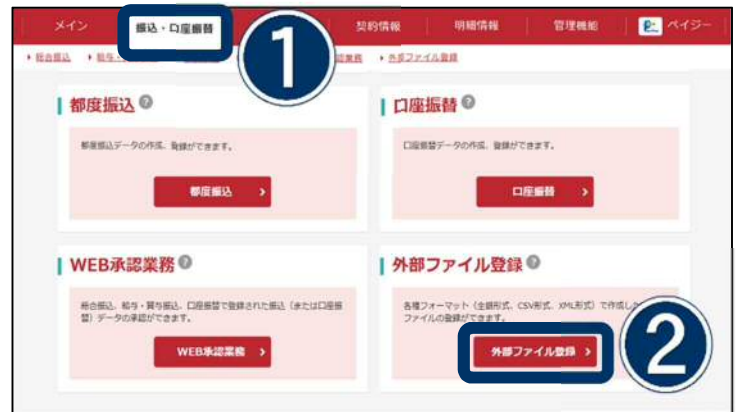 メイン 振込・口座振替 契約情報 明細情報 管理機能 ペイジー
1
総合振込 給与・ 認業務 外部ファイル登録
都度振込 ?
都度振込データの作成、登録ができます。
都度振込 >
口座振替 ?
口座振替データの作成、登録ができます。
口座振替 >
WEB承認業務 ?
総合振込、給与・賞与振込、口座振替で登録された振込（または口座振
替）データの承認ができます。
WEB承認業務 >
外部ファイル登録 ?
各種フォーマット（全銀形式、CSV形式、XML形式）で作成した
ファイルの登録ができます。
外部ファイル登録 >
2